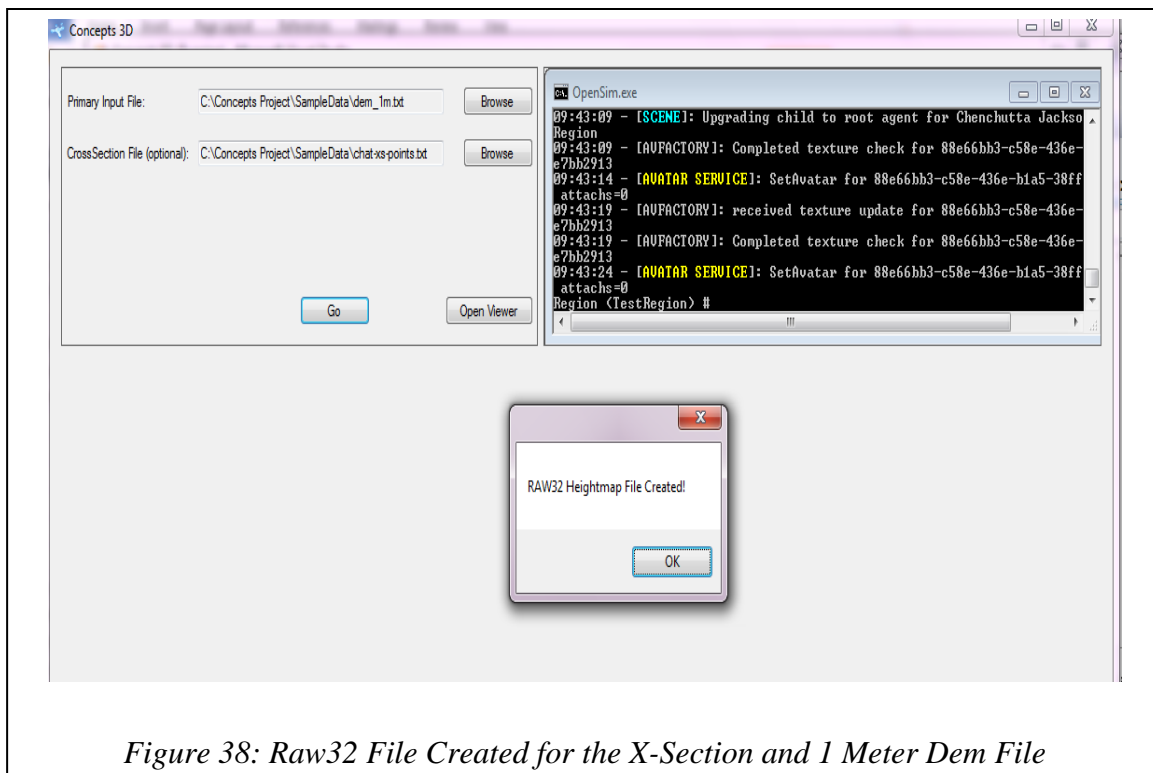 Concepts 3D
Primary Input File: C:\Concepts Project\SampleData\dem_1m.txt Browse
CrossSection File (optional): C:\Concepts Project\SampleData\chat-xs-points.txt Browse
Go Open Viewer
OpenSim.exe
09:43:09 - [SCENE]: Upgrading child to root agent for Chenchutta Jackso
Region
09:43:09 - [AVFACTORY]: Completed texture check for 88e66bb3-c58e-436e-
e7bb2913
09:43:14 - [AVATAR SERVICE]: SetAvatar for 88e66bb3-c58e-436e-b1a5-38ff
attachs=0
09:43:19 - [AVFACTORY]: received texture update for 88e66bb3-c58e-436e-
e7bb2913
09:43:19 - [AVFACTORY]: Completed texture check for 88e66bb3-c58e-436e-
e7bb2913
09:43:24 - [AVATAR SERVICE]: SetAvatar for 88e66bb3-c58e-436e-b1a5-38ff
attachs=0
Region (TestRegion) #
RAW32 Heightmap File Created!
OK
Figure 38: Raw32 File Created for the X-Section and 1 Meter Dem File